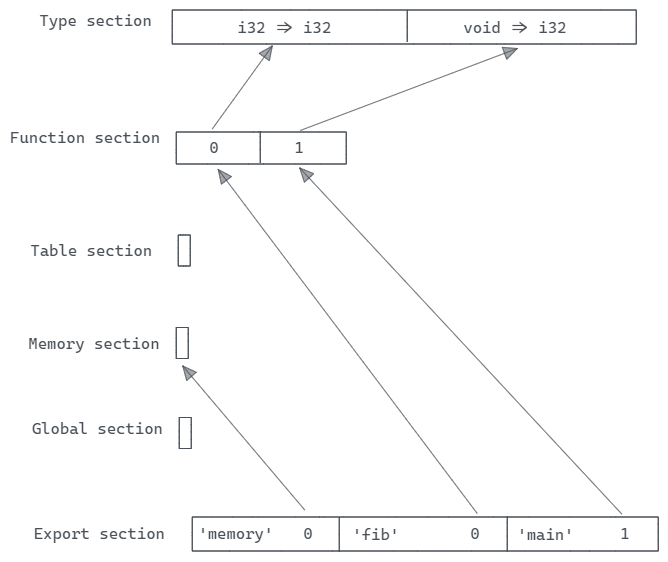 Type section i32 ⇒ i32 void ⇒ i32
Function section 0 1
Table section
Memory section
Global section
Export section 'memory' 0 'fib' 0 'main' 1